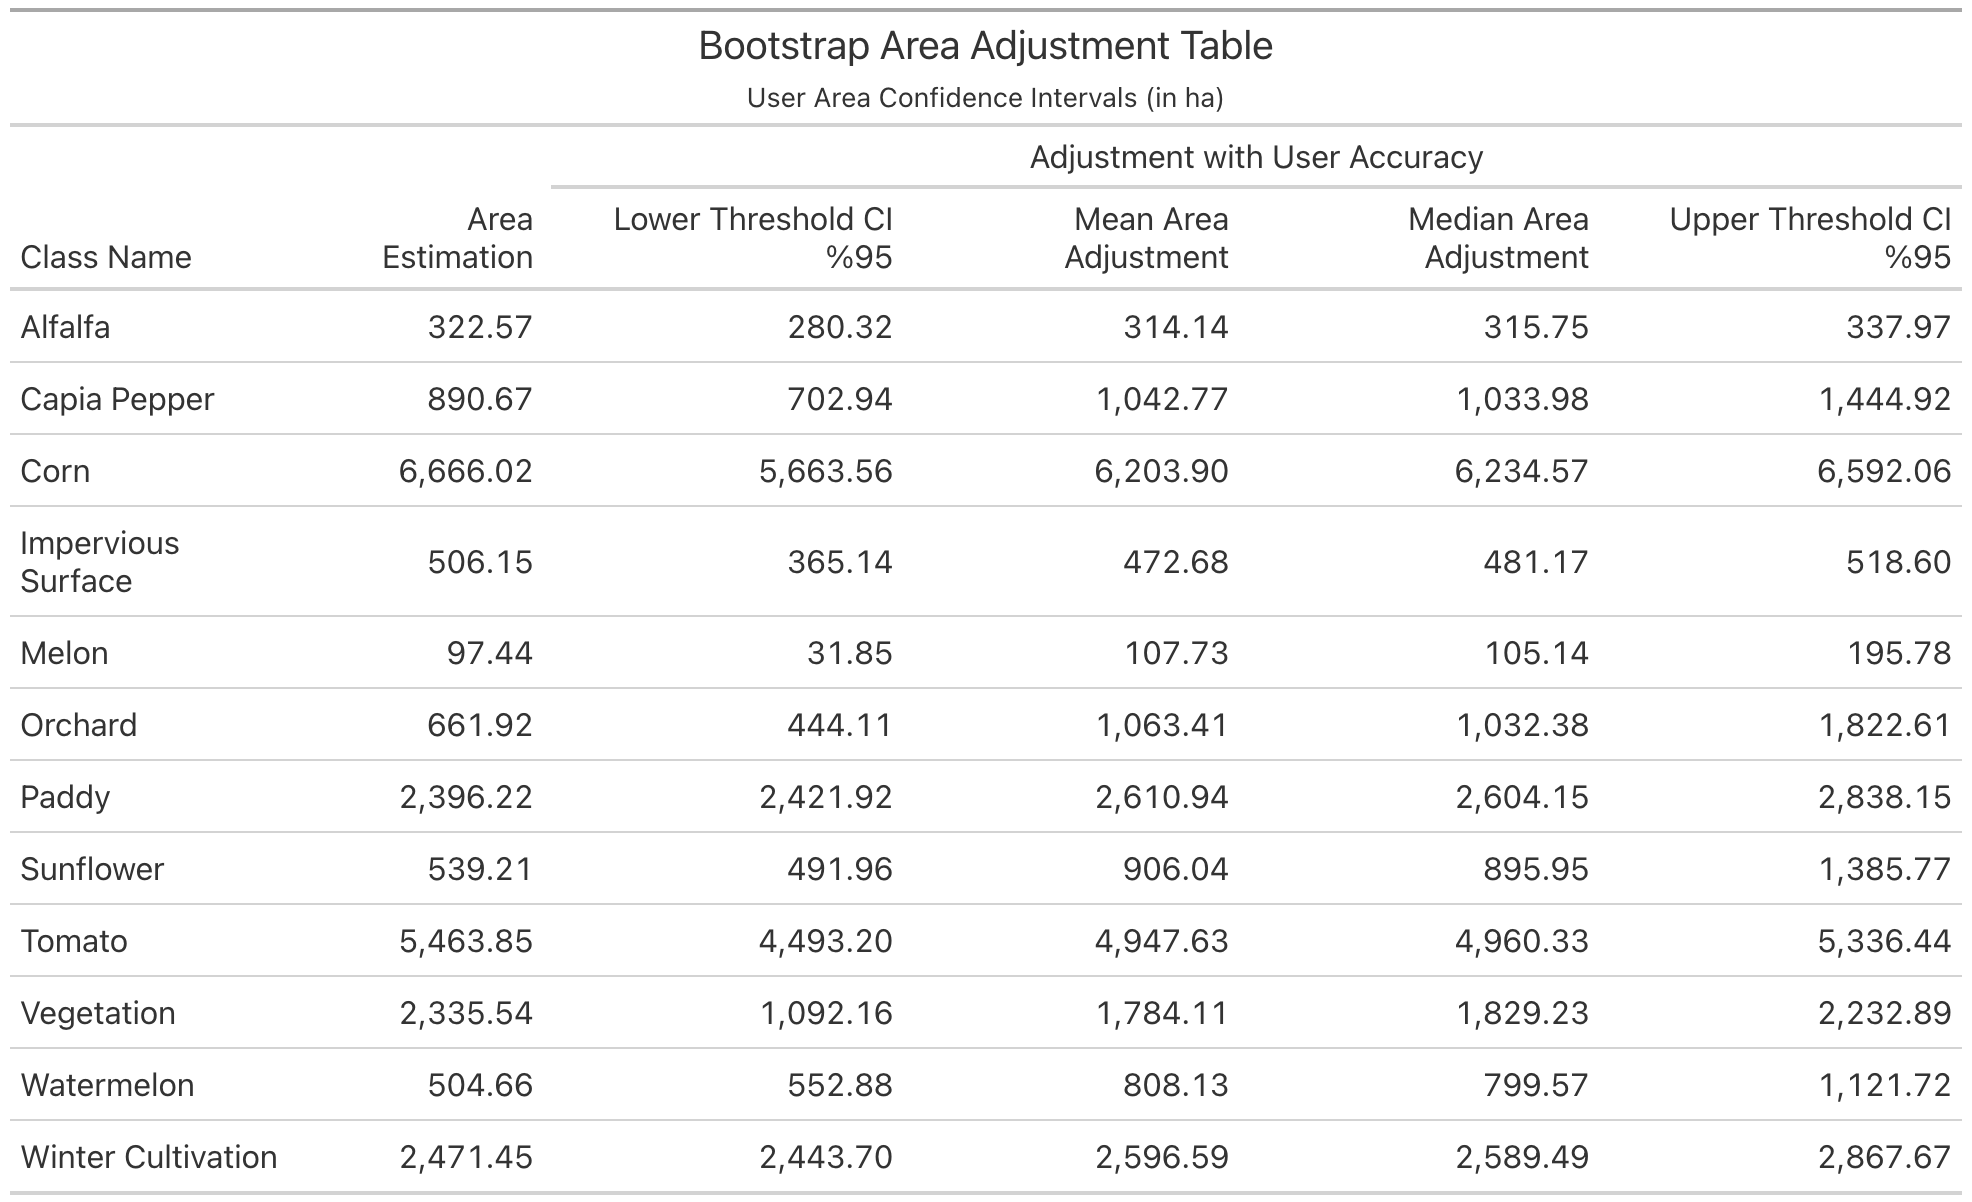 Bootstrap Area Adjustment Table
User Area Confidence Intervals (in ha)
Adjustment with User Accuracy
Class Name Area Estimation Lower Threshold CI %95 Mean Area Adjustment Median Area Adjustment Upper Threshold CI %95
Alfalfa 322.57 280.32 314.14 315.75 337.97
Capia Pepper 890.67 702.94 1,042.77 1,033.98 1,444.92
Corn 6,666.02 5,663.56 6,203.90 6,234.57 6,592.06
Impervious Surface 506.15 365.14 472.68 481.17 518.60
Melon 97.44 31.85 107.73 105.14 195.78
Orchard 661.92 444.11 1,063.41 1,032.38 1,822.61
Paddy 2,396.22 2,421.92 2,610.94 2,604.15 2,838.15
Sunflower 539.21 491.96 906.04 895.95 1,385.77
Tomato 5,463.85 4,493.20 4,947.63 4,960.33 5,336.44
Vegetation 2,335.54 1,092.16 1,784.11 1,829.23 2,232.89
Watermelon 504.66 552.88 808.13 799.57 1,121.72
Winter Cultivation 2,471.45 2,443.70 2,596.59 2,589.49 2,867.67